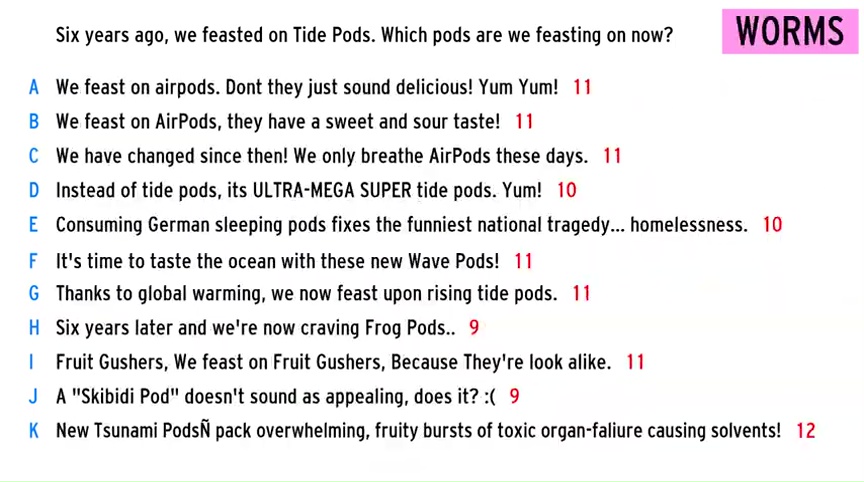 Six years ago, we feasted on Tide Pods. Which pods are we feasting on now?
WORMS
A We feast on airpods. Dont they just sound delicious! Yum Yum! 11
B We feast on AirPods, they have a sweet and sour taste! 11
C We have changed since then! We only breathe AirPods these days. 11
D Instead of tide pods, its ULTRA-MEGA SUPER tide pods. Yum! 10
E Consuming German sleeping pods fixes the funniest national tragedy... homelessness. 10
F It's time to taste the ocean with these new Wave Pods! 11
G Thanks to global warming, we now feast upon rising tide pods. 11
H Six years later and we're now craving Frog Pods.. 9
I Fruit Gushers, We feast on Fruit Gushers, Because They're look alike. 11
J A "Skibidi Pod" doesn't sound as appealing, does it? :( 9
K New Tsunami PodsÑ pack overwhelming, fruity bursts of toxic organ-faliure causing solvents! 12